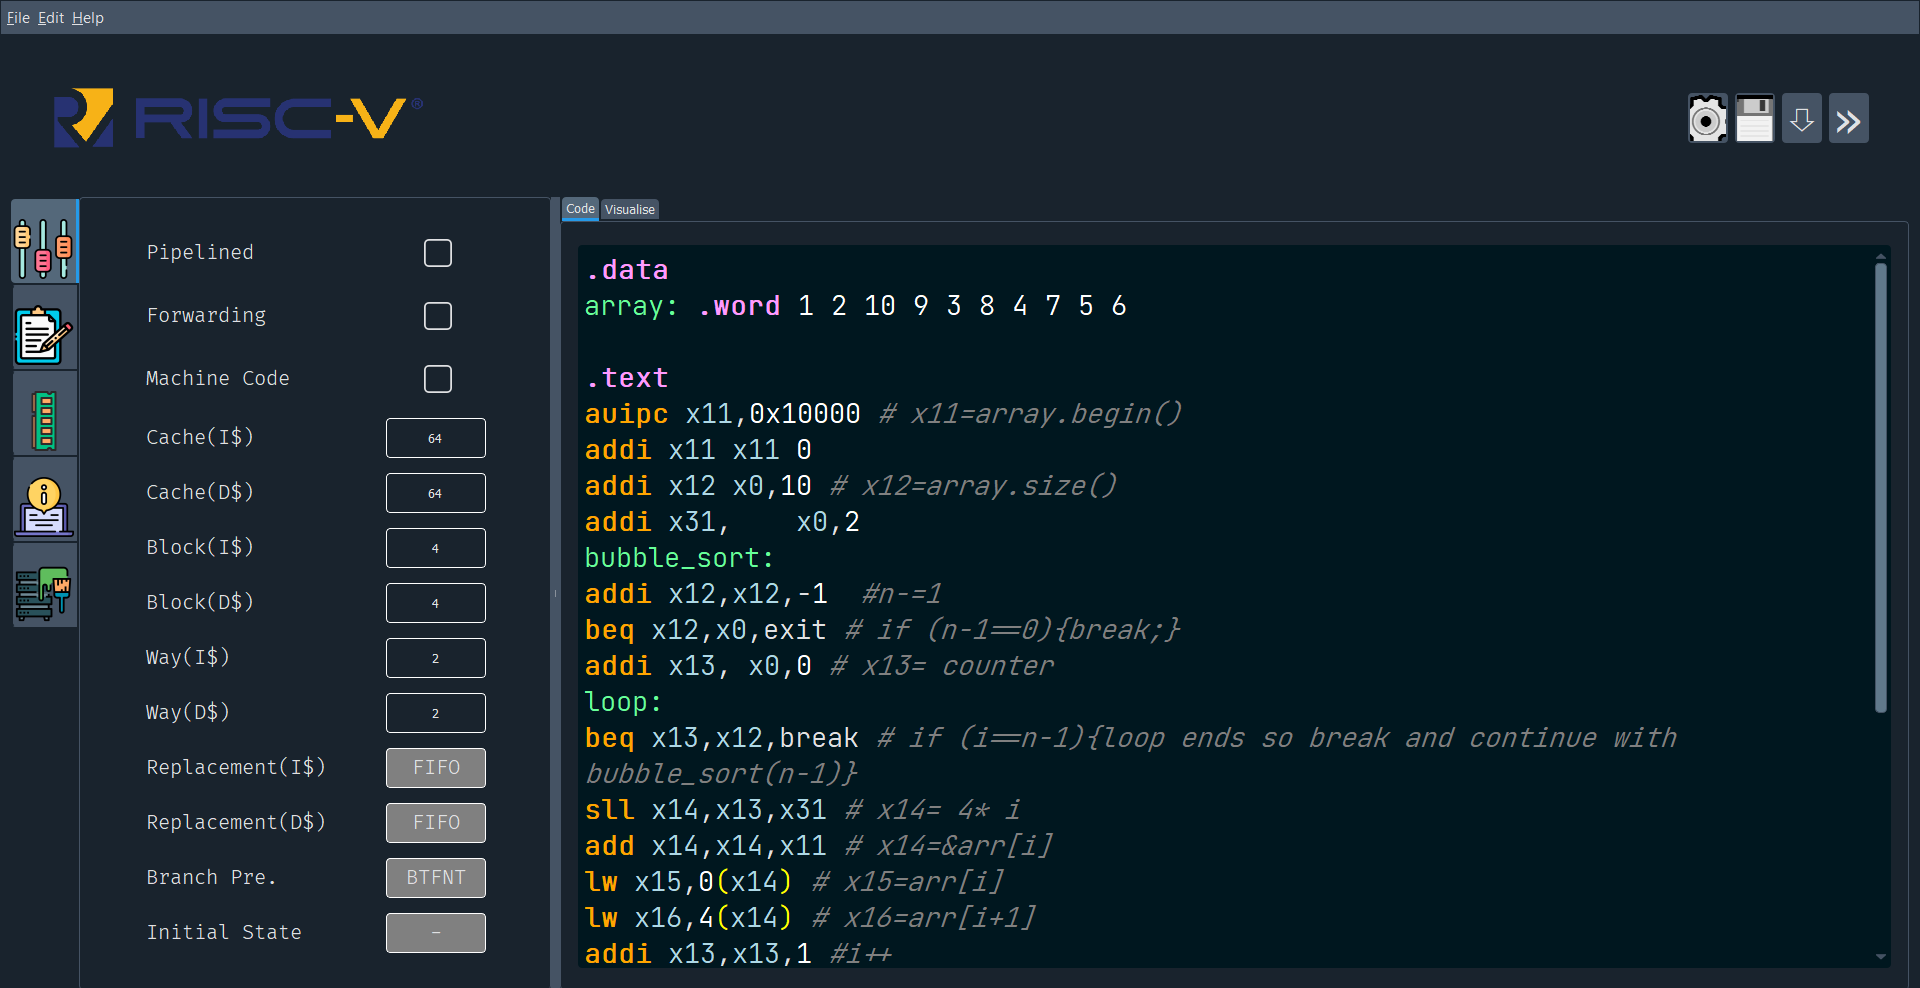 File Edit Help
RISC-V®
Code Visualise
Pipelined
Forwarding
Machine Code
Cache(I$) 64
Cache(D$) 64
Block(I$) 4
Block(D$) 4
Way(I$) 2
Way(D$) 2
Replacement(I$) FIFO
Replacement(D$) FIFO
Branch Pre. BTFNT
Initial State -
.data
array: .word 1 2 10 9 3 8 4 7 5 6
.text
auipc x11,0x10000 # x11=array.begin()
addi x11 x11 0
addi x12 x0,10 # x12=array.size()
addi x31,    x0,2
bubble_sort:
addi x12,x12,-1  #n-=1
beq x12,x0,exit # if (n-1==0){break;}
addi x13, x0,0 # x13= counter
loop:
beq x13,x12,break # if (i==n-1){loop ends so break and continue with
bubble_sort(n-1)}
sll x14,x13,x31 # x14= 4* i
add x14,x14,x11 # x14=&arr[i]
lw x15,0(x14) # x15=arr[i]
lw x16,4(x14) # x16=arr[i+1]
addi x13,x13,1 #i++